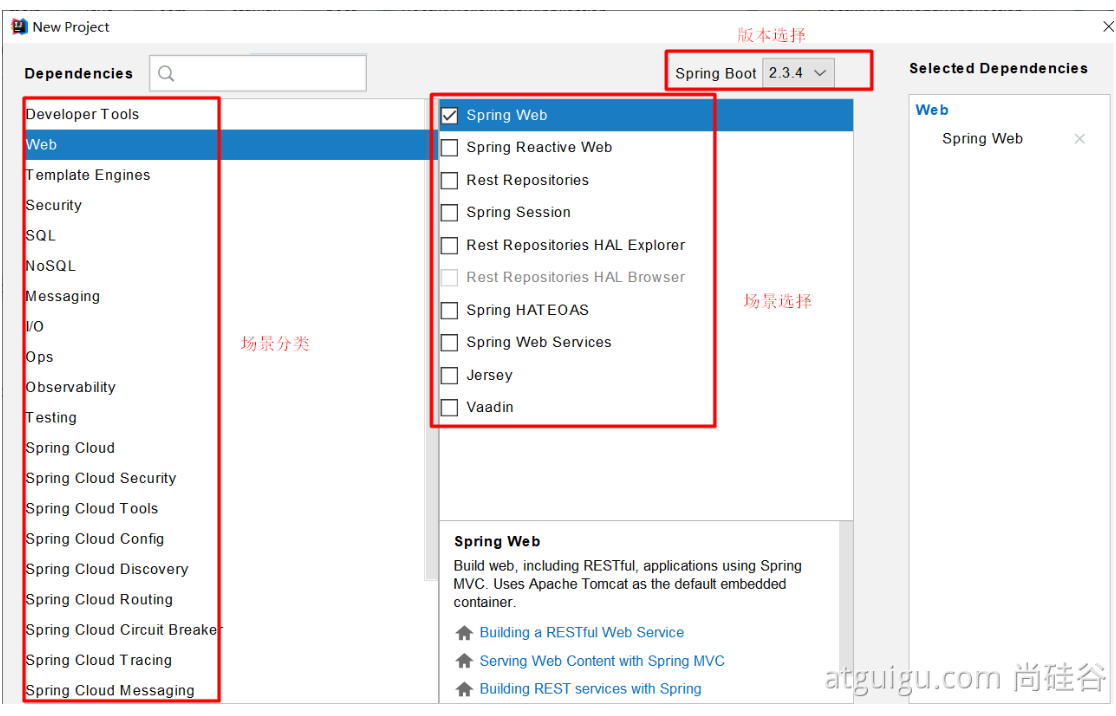 New Project
版本选择
Dependencies
Spring Boot 2.3.4
Selected Dependencies
Developer Tools
Web
Template Engines
Security
SQL
NoSQL
Messaging
I/O
Ops
Observability
Testing
Spring Cloud
Spring Cloud Security
Spring Cloud Tools
Spring Cloud Config
Spring Cloud Discovery
Spring Cloud Routing
Spring Cloud Circuit Breaker
Spring Cloud Tracing
Spring Cloud Messaging
场景分类
Spring Web
Spring Reactive Web
Rest Repositories
Spring Session
Rest Repositories HAL Explorer
Rest Repositories HAL Browser
Spring HATEOAS
Spring Web Services
Jersey
Vaadin
场景选择
Spring Web
Build web, including RESTful, applications using Spring
MVC. Uses Apache Tomcat as the default embedded
container.
Building a RESTful Web Service
Serving Web Content with Spring MVC
Building REST services with Spring
Web
Spring Web
atguigu.com 尚硅谷